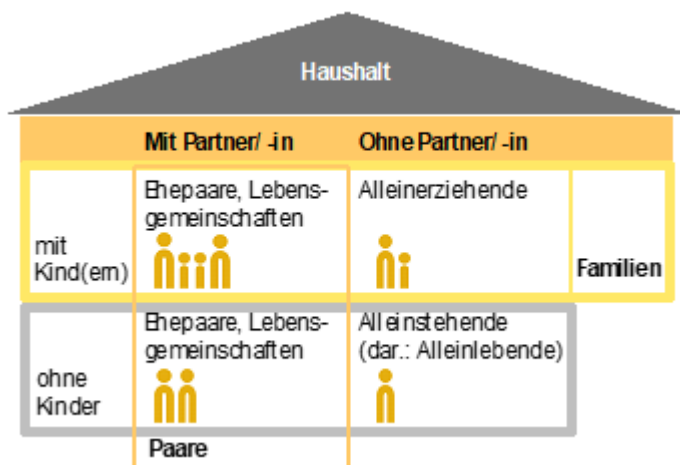 Haushalt
Mit Partner/ -in Ohne Partner/ -in
Ehepaare, Lebens-
gemeinschaften
Alleinerziehende
mit
Kind(ern)
Familien
Ehepaare, Lebens-
gemeinschaften
Alleinstehende
(dar.: Alleinlebende)
ohne
Kinder
Paare